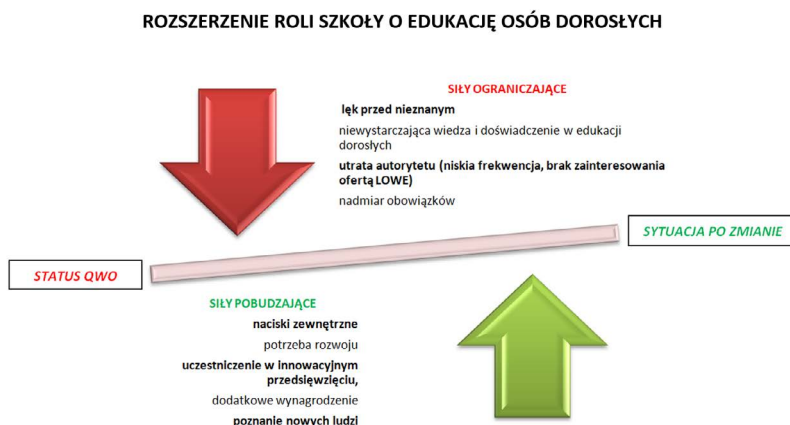 ROZSZERZENIE ROLI SZKOŁY O EDUKACJĘ OSÓB DOROSŁYCH
SIŁY OGRANICZAJĄCE
lęk przed nieznanym
niewystarczająca wiedza i doświadczenie w edukacji
dorosłych
utrata autorytetu (niskia frekwencja, brak zainteresowania
ofertą LOWE)
nadmiar obowiązków
SYTUACJA PO ZMIANIE
STATUS QWO
SIŁY POBUDZAJĄCE
naciski zewnętrzne
potrzeba rozwoju
uczestniczenie w innowacyjnym
przedsięwzięciu,
dodatkowe wynagrodzenie
poznanie nowych ludzi